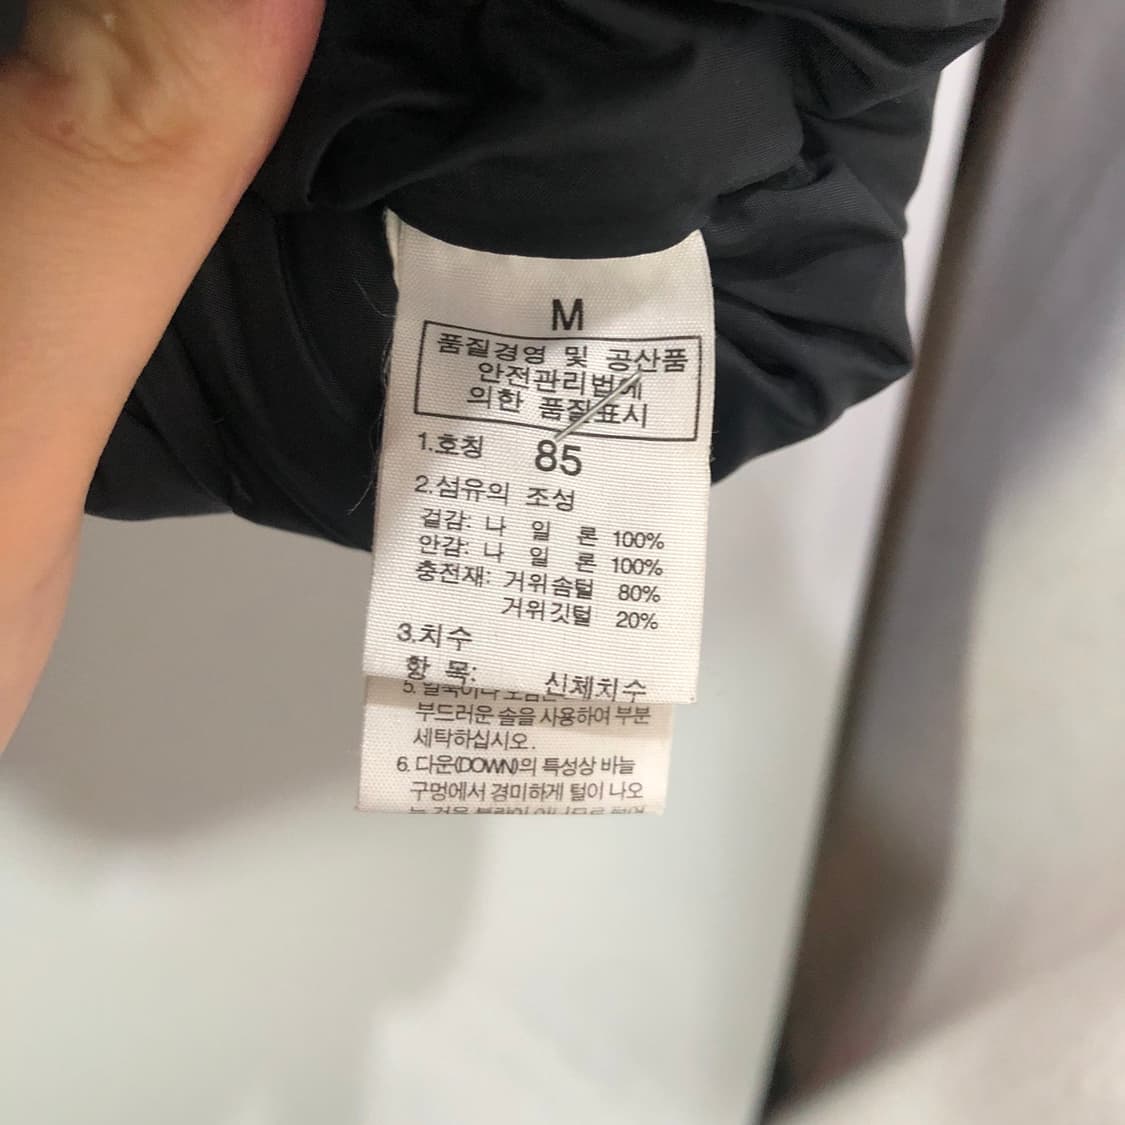 M
품질경영 및 공산품
안전관리법에
의한 품질표시
1.호칭 85
2.섬유의 조성
겉감: 나 일 론 100%
안감: 나 일 론 100%
충전재: 거위솜털 80%
거위깃털 20%
3.치수
항 목: 신체치수
5.
부드러운 솔을 사용하여 부분
세탁하십시오.
6. 다운(DOWN)의 특성상 바늘
구멍에서 경미하게 털이 나오